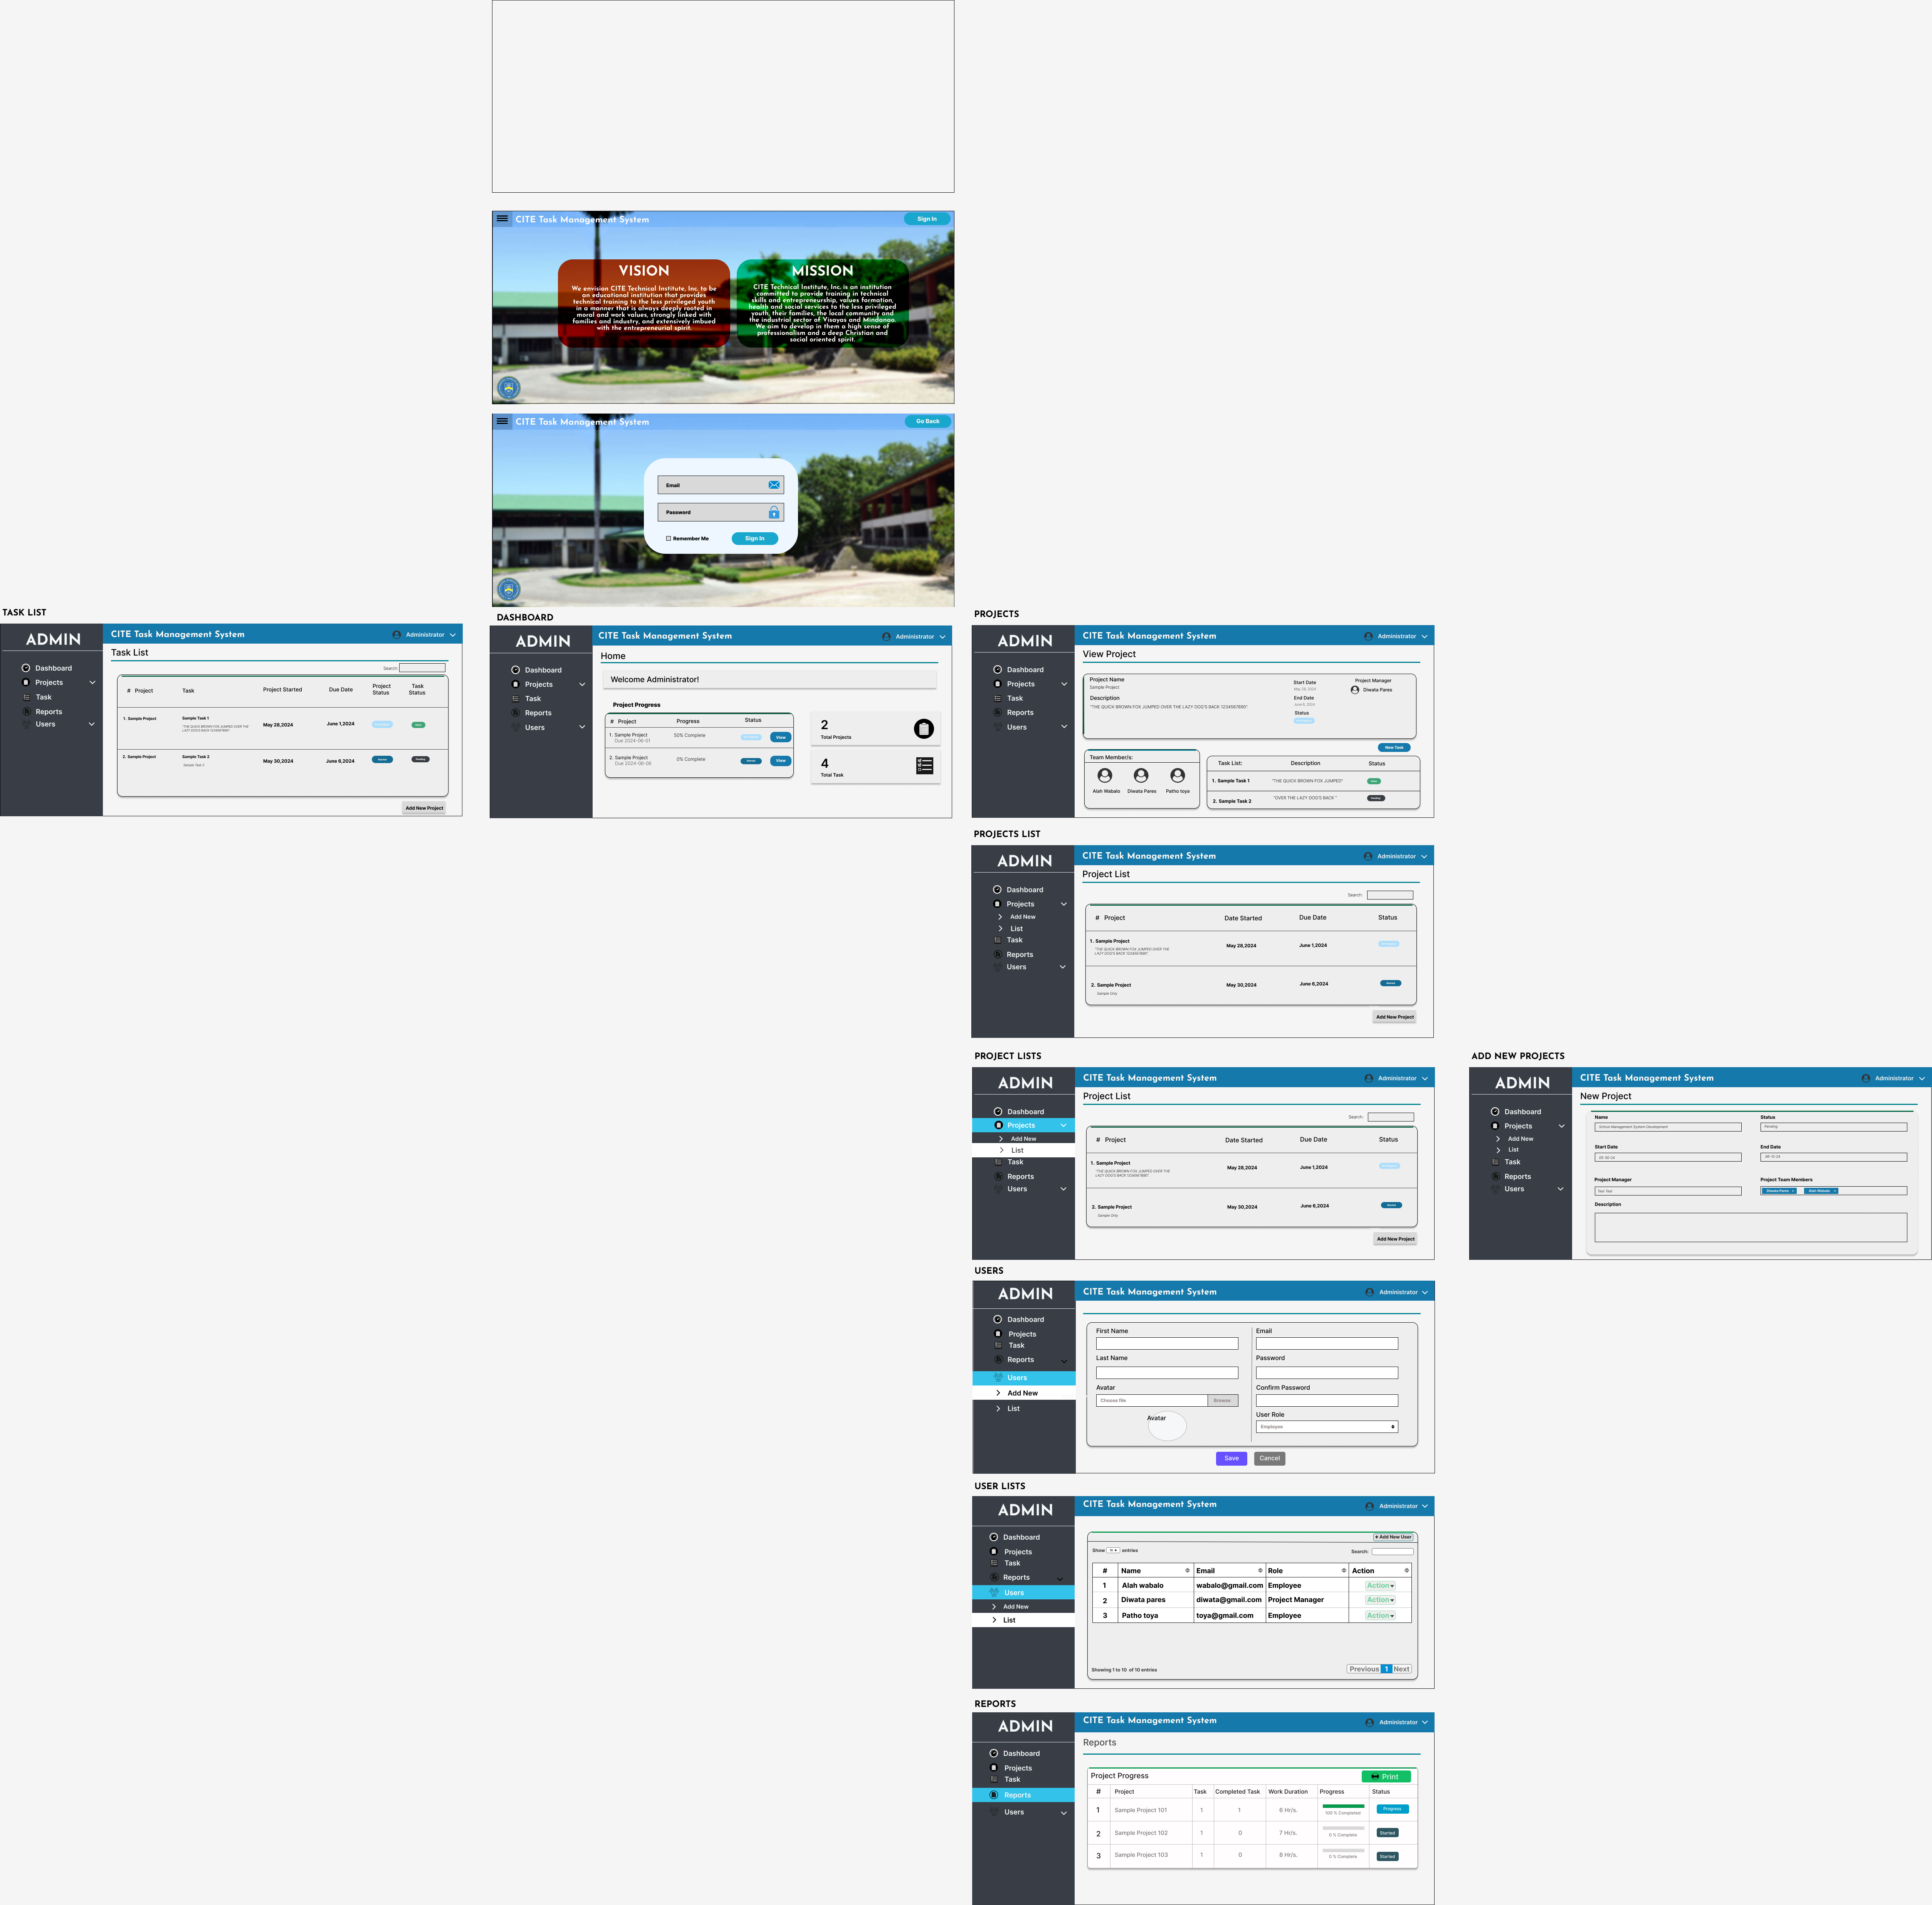 CITE Task Management System
Sign In
VISION
We envision CITE Technical Institute, Inc. to be
an educational institution that provides
technical training to the less privileged youth
in a manner that is always deeply rooted in
moral and work values, strongly linked with
families and industry, and extensively imbued
with the entrepreneurial spirit.
MISSION
CITE Technical Institute, Inc. is an institution
committed to provide training in technical
skills and entrepreneurship, values formation,
health and social services to the less privileged
youth, their families, the local community and
the industrial sector of Visayas and Mindanao.
We aim to develop in them a high sense of
professionalism and a deep Christian and
social oriented spirit.
CITE Task Management System
Go Back
Email
Password
Remember Me
Sign In
TASK LIST
ADMIN
CITE Task Management System
Administrator
Dashboard
Projects
Task
Reports
Users
Task List
Search:
# Project Task Project Started Due Date Project Status Task Status
1. Sample Project Sample Task 1 May 28,2024 June 1,2024
"THE QUICK BROWN FOX JUMPED OVER THE
LAZY DOG'S BACK 1234567890".
2. Sample Project Sample Task 2 May 30,2024 June 6,2024 Started Pending
Sample Task 2
Add New Project
DASHBOARD
ADMIN
CITE Task Management System
Administrator
Dashboard
Projects
Task
Reports
Users
Home
Welcome Administrator!
Project Progress
# Project Progress Status
1. Sample Project 50% Complete View
Due 2024-06-01
2. Sample Project 0% Complete Started View
Due 2024-06-06
2
Total Projects
4
Total Task
PROJECTS
ADMIN
CITE Task Management System
Administrator
Dashboard
Projects
Task
Reports
Users
View Project
Project Name
Sample Project
Description
"THE QUICK BROWN FOX JUMPED OVER THE LAZY DOG'S BACK 1234567890".
Start Date
May 28, 2024
End Date
June 6, 2024
Status
Project Manager
Diwata Pares
New Task
Team Member/s:
Alah Wabalo Diwata Pares Patho toya
Task List: Description Status
1. Sample Task 1 "THE QUICK BROWN FOX JUMPED"
2. Sample Task 2 "OVER THE LAZY DOG'S BACK " Pending
PROJECTS LIST
ADMIN
CITE Task Management System
Administrator
Dashboard
Projects
Add New
List
Task
Reports
Users
Project List
Search:
# Project Date Started Due Date Status
1. Sample Project May 28,2024 June 1,2024
"THE QUICK BROWN FOX JUMPED OVER THE
LAZY DOG'S BACK 1234567890".
2. Sample Project May 30,2024 June 6,2024 Started
Sample Only
Add New Project
PROJECT LISTS
ADMIN
CITE Task Management System
Administrator
Dashboard
Projects
Add New
List
Task
Reports
Users
Project List
Search:
# Project Date Started Due Date Status
1. Sample Project May 28,2024 June 1,2024
"THE QUICK BROWN FOX JUMPED OVER THE
LAZY DOG'S BACK 1234567890".
2. Sample Project May 30,2024 June 6,2024 Started
Sample Only
Add New Project
ADD NEW PROJECTS
ADMIN
CITE Task Management System
Administrator
Dashboard
Projects
Add New
List
Task
Reports
Users
New Project
Name Status
School Management System Development Pending
Start Date End Date
05-30-24 06-10-24
Project Manager Project Team Members
Test Test Diwata Pares × Alah Wabalo ×
Description
USERS
ADMIN
CITE Task Management System
Administrator
Dashboard
Projects
Task
Reports
Users
Add New
List
First Name Email
Last Name Password
Avatar Confirm Password
Choose file Browse
Avatar
User Role
Employee
Save Cancel
USER LISTS
ADMIN
CITE Task Management System
Administrator
Dashboard
Projects
Task
Reports
Users
Add New
List
+ Add New User
Show 10 entries Search:
# Name Email Role Action
1 Alah wabalo wabalo@gmail.com Employee Action
2 Diwata pares diwata@gmail.com Project Manager Action
3 Patho toya toya@gmail.com Employee Action
Showing 1 to 10 of 10 entries Previous 1 Next
REPORTS
ADMIN
CITE Task Management System
Administrator
Dashboard
Projects
Task
Reports
Users
Reports
Project Progress Print
# Project Task Completed Task Work Duration Progress Status
1 Sample Project 101 1 1 6 Hr/s. 100 % Completed Progress
2 Sample Project 102 1 0 7 Hr/s. 0 % Complete Started
3 Sample Project 103 1 0 8 Hr/s. 0 % Complete Started